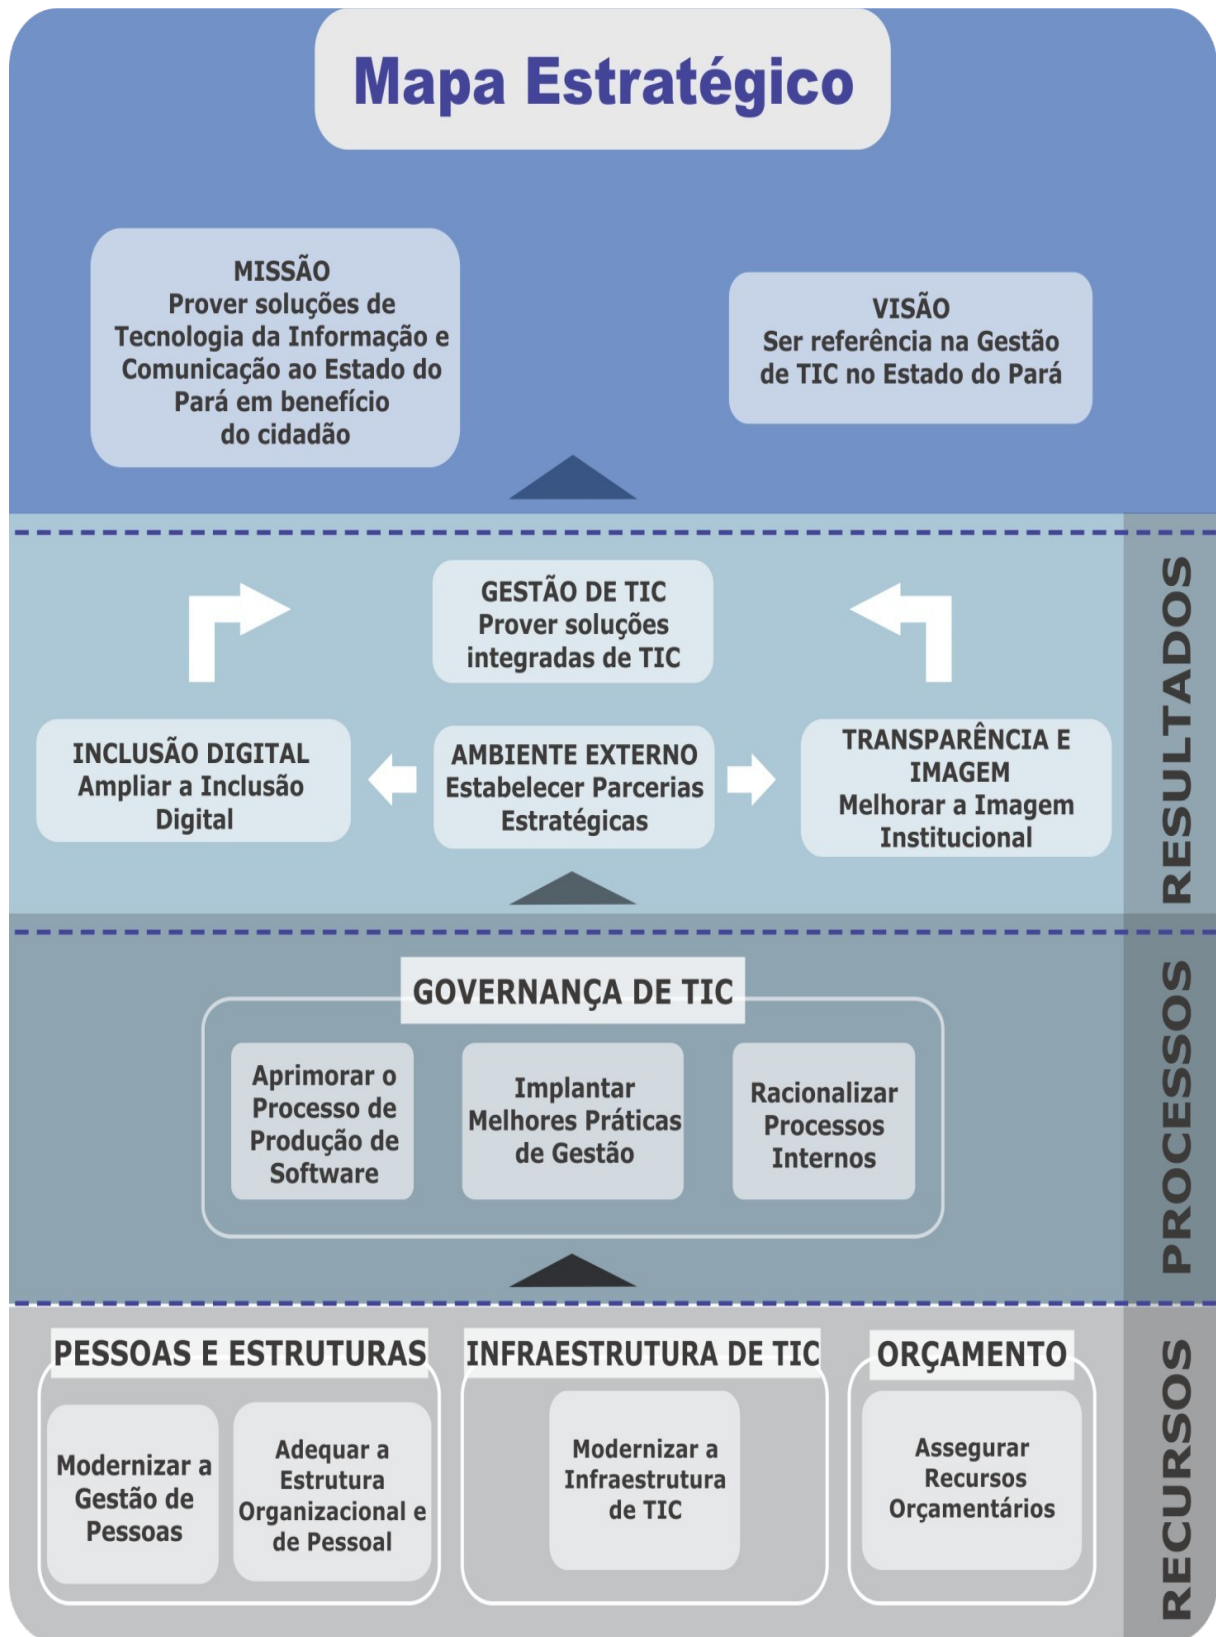 Mapa Estratégico
MISSÃO
Prover soluções de
Tecnologia da Informação e
Comunicação ao Estado do
Pará em benefício
do cidadão
VISÃO
Ser referência na Gestão
de TIC no Estado do Pará
RESULTADOS
GESTÃO DE TIC
Prover soluções
integradas de TIC
INCLUSÃO DIGITAL
Ampliar a Inclusão
Digital
AMBIENTE EXTERNO
Estabelecer Parcerias
Estratégicas
TRANSPARÊNCIA E
IMAGEM
Melhorar a Imagem
Institucional
PROCESSOS
GOVERNANÇA DE TIC
Aprimorar o
Processo de
Produção de
Software
Implantar
Melhores Práticas
de Gestão
Racionalizar
Processos
Internos
RECURSOS
PESSOAS E ESTRUTURAS
Modernizar a
Gestão de
Pessoas
Adequar a
Estrutura
Organizacional e
de Pessoal
INFRAESTRUTURA DE TIC
Modernizar a
Infraestrutura
de TIC
ORÇAMENTO
Assegurar
Recursos
Orçamentários